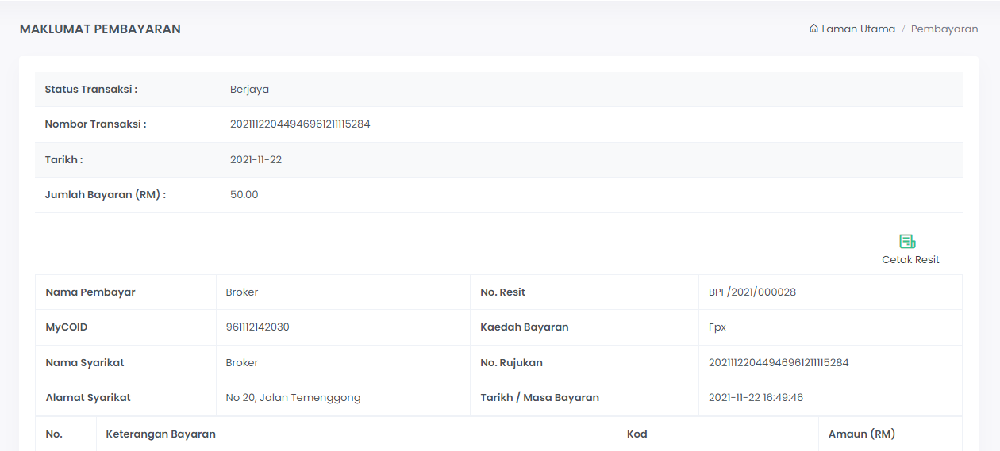 MAKLUMAT PEMBAYARAN
Laman Utama / Pembayaran
Status Transaksi : Berjaya
Nombor Transaksi : 20211122044946961211115284
Tarikh : 2021-11-22
Jumlah Bayaran (RM) : 50.00
Cetak Resit
Nama Pembayar Broker No. Resit BPF/2021/000028
MyCOID 961112142030 Kaedah Bayaran Fpx
Nama Syarikat Broker No. Rujukan 20211122044946961211115284
Alamat Syarikat No 20, Jalan Temenggong Tarikh / Masa Bayaran 2021-11-22 16:49:46
No. Keterangan Bayaran Kod Amaun (RM)